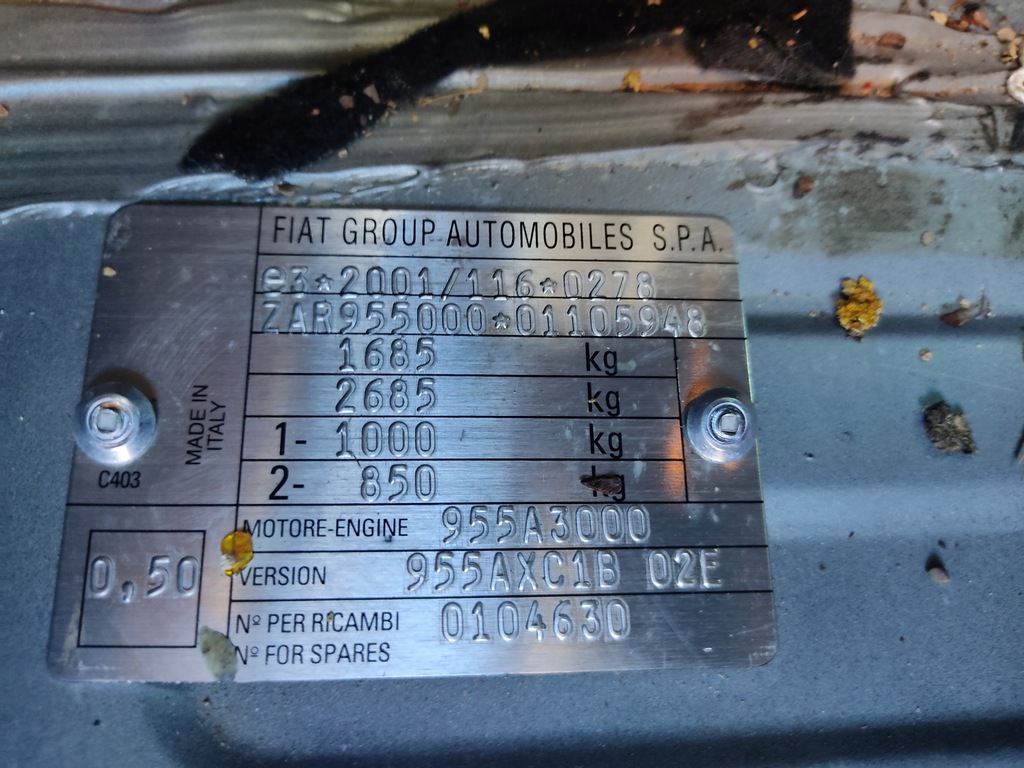 FIAT GROUP AUTOMOBILES S.P.A.
e3*2001/116*0278
ZAR955000*01105948
1685 kg
2685 kg
1- 1000 kg
2- 850 kg
MADE IN
ITALY
C403
MOTORE-ENGINE 955A3000
0,50
VERSION 955AXC1B 02E
Nº PER RICAMBI 0104630
Nº FOR SPARES